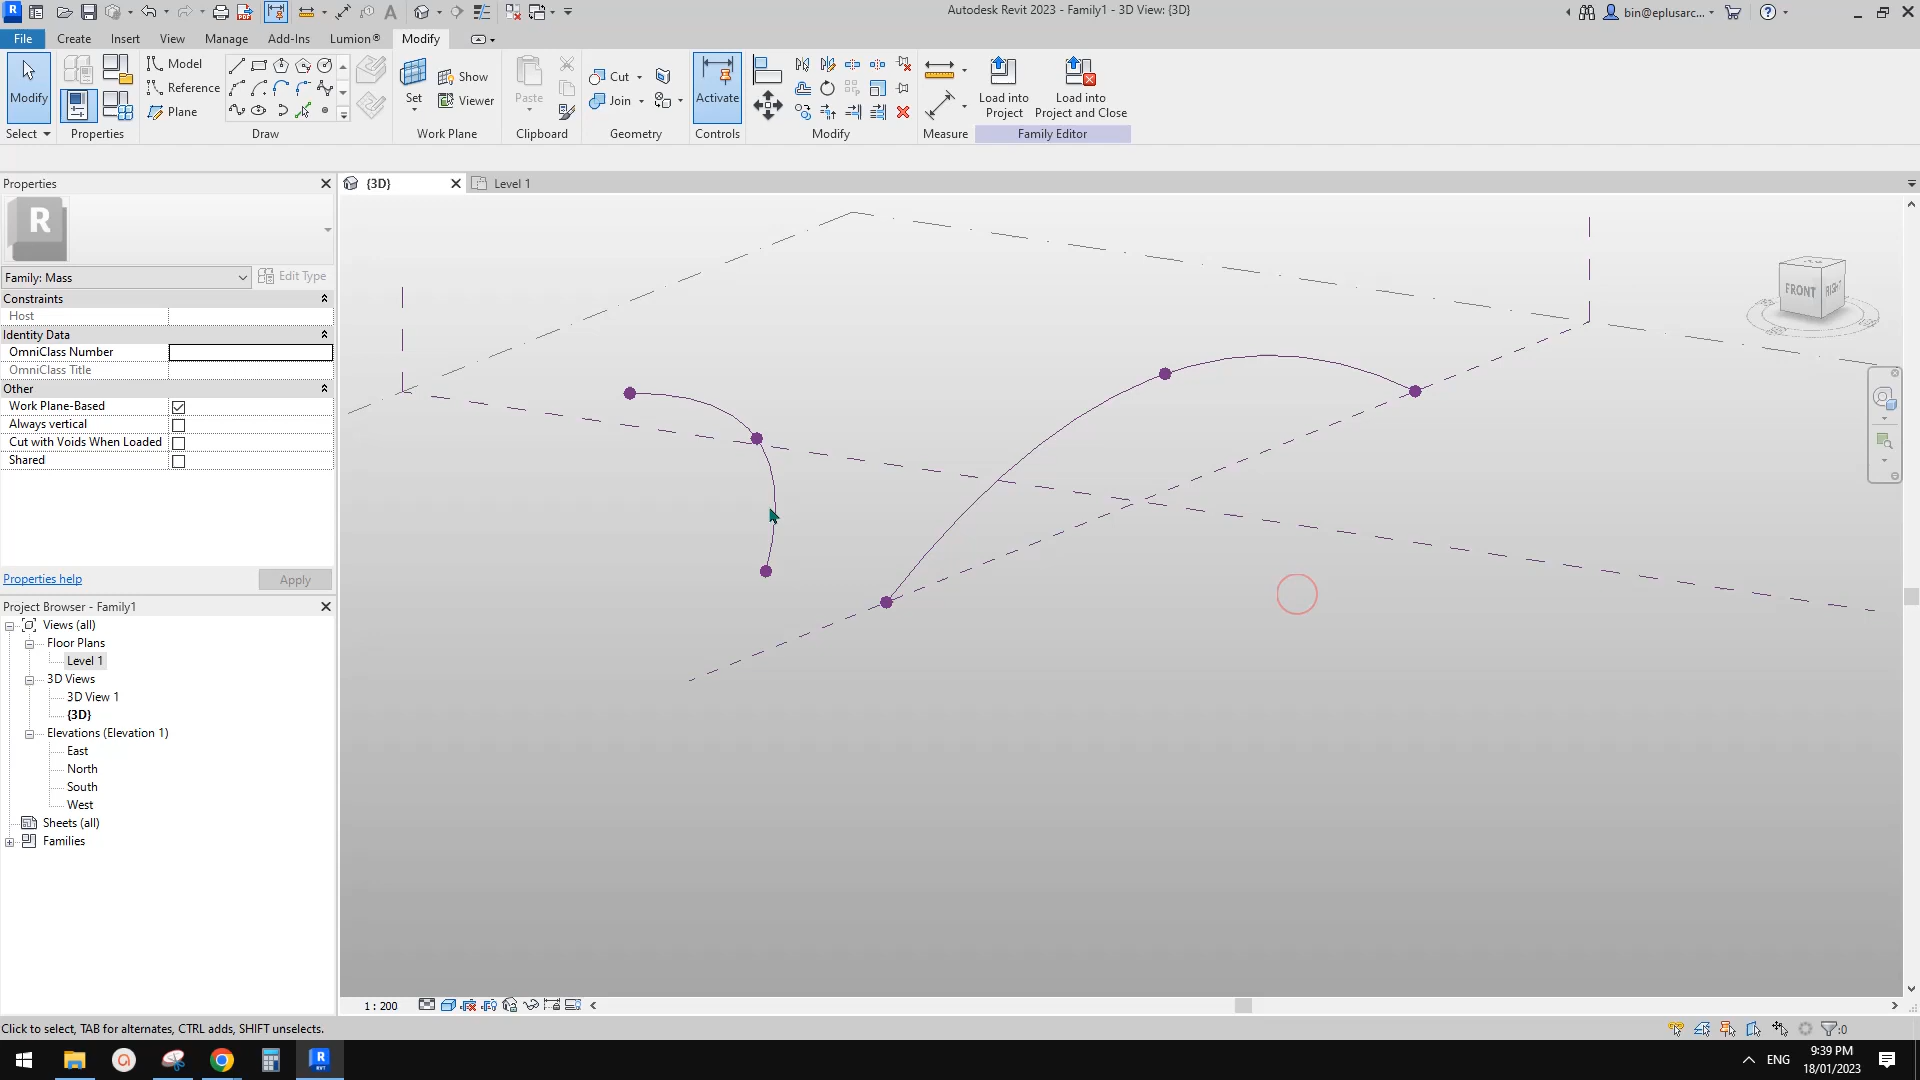 Autodesk Revit 2023 - Family1 - 3D View: {3D}
bin@eplusarc...
File Create Insert View Manage Add-Ins Lumion® Modify
Modify
Select
Properties
Model
Reference
Plane
Draw
Set
Show
Viewer
Work Plane
Paste
Clipboard
Cut
Join
Geometry
Activate
Controls
Modify
Measure
Load into
Project
Load into
Project and Close
Family Editor
Properties
{3D}
Level 1
R
Family: Mass
Edit Type
Constraints
Host
Identity Data
OmniClass Number
OmniClass Title
Other
Work Plane-Based
Always vertical
Cut with Voids When Loaded
Shared
Properties help
Apply
Project Browser - Family1
Views (all)
Floor Plans
Level 1
3D Views
3D View 1
{3D}
Elevations (Elevation 1)
East
North
South
West
Sheets (all)
Families
FRONT
RIGHT
1 : 200
Click to select, TAB for alternates, CTRL adds, SHIFT unselects.
:0
ENG
9:39 PM
18/01/2023